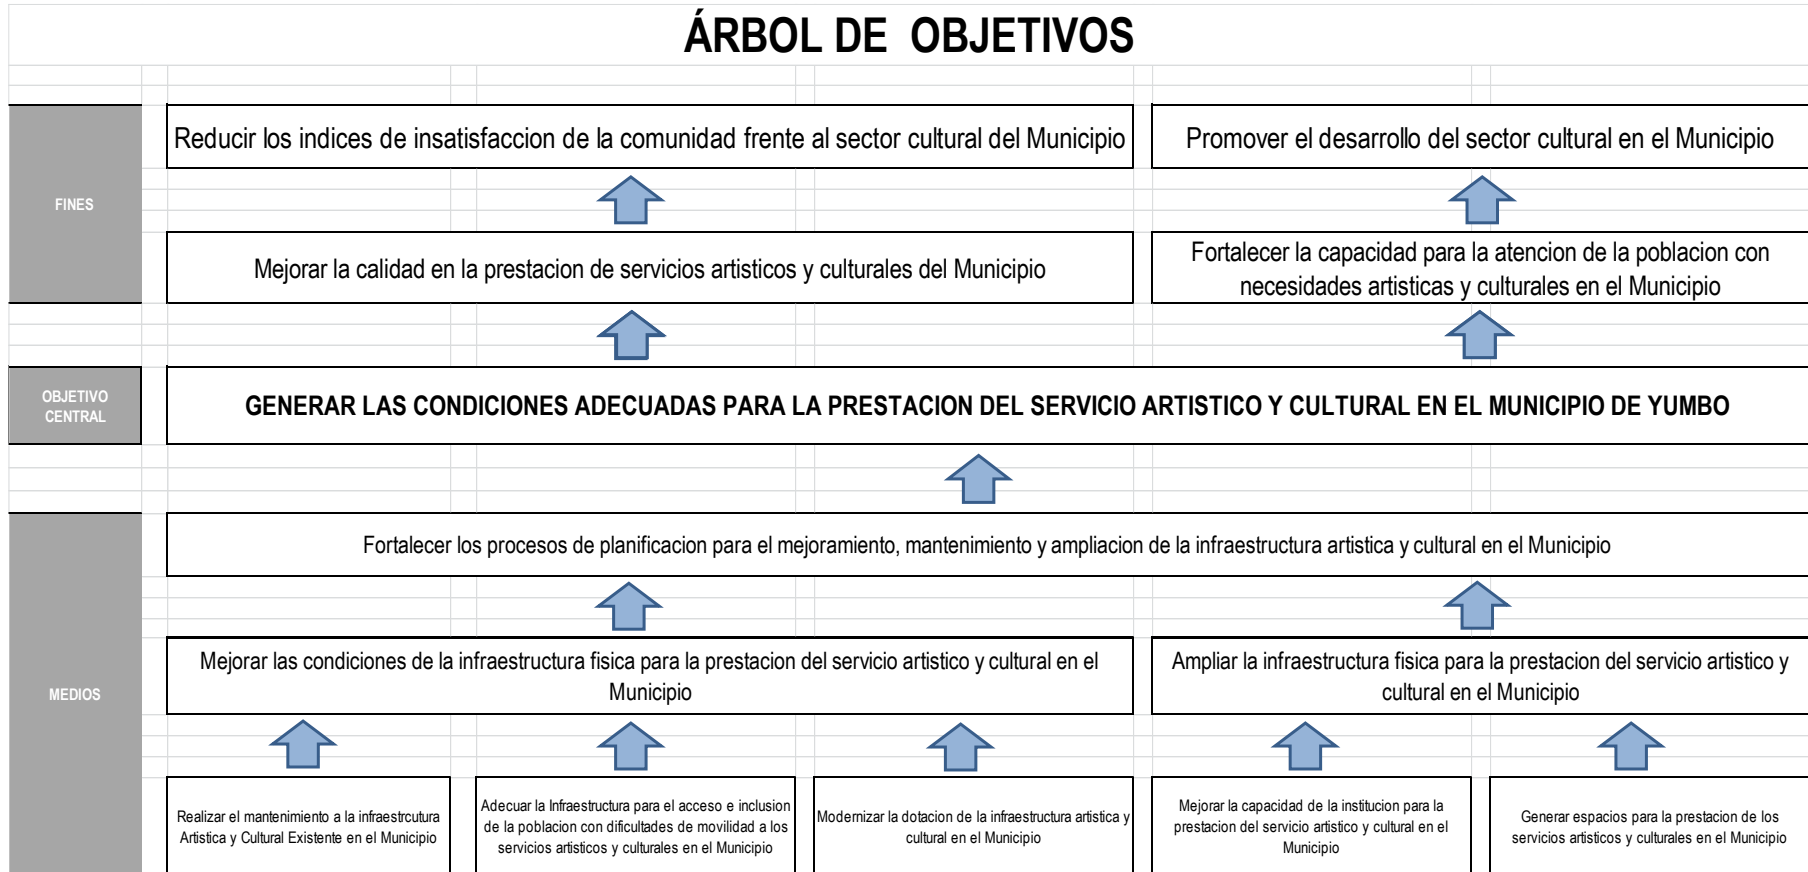 ÁRBOL DE OBJETIVOS
FINES
Reducir los indices de insatisfaccion de la comunidad frente al sector cultural del Municipio
Promover el desarrollo del sector cultural en el Municipio
Mejorar la calidad en la prestacion de servicios artisticos y culturales del Municipio
Fortalecer la capacidad para la atencion de la poblacion con
necesidades artisticas y culturales en el Municipio
OBJETIVO
CENTRAL
GENERAR LAS CONDICIONES ADECUADAS PARA LA PRESTACION DEL SERVICIO ARTISTICO Y CULTURAL EN EL MUNICIPIO DE YUMBO
MEDIOS
Fortalecer los procesos de planificacion para el mejoramiento, mantenimiento y ampliacion de la infraestructura artistica y cultural en el Municipio
Mejorar las condiciones de la infraestructura fisica para la prestacion del servicio artistico y cultural en el
Municipio
Ampliar la infraestructura fisica para la prestacion del servicio artistico y
cultural en el Municipio
Realizar el mantenimiento a la infraestrcutura
Artistica y Cultural Existente en el Municipio
Adecuar la Infraestructura para el acceso e inclusion
de la poblacion con dificultades de movilidad a los
servicios artisticos y culturales en el Municipio
Modernizar la dotacion de la infraestructura artistica y
cultural en el Municipio
Mejorar la capacidad de la institucion para la
prestacion del servicio artistico y cultural en el
Municipio
Generar espacios para la prestacion de los
servicios artisticos y culturales en el Municipio